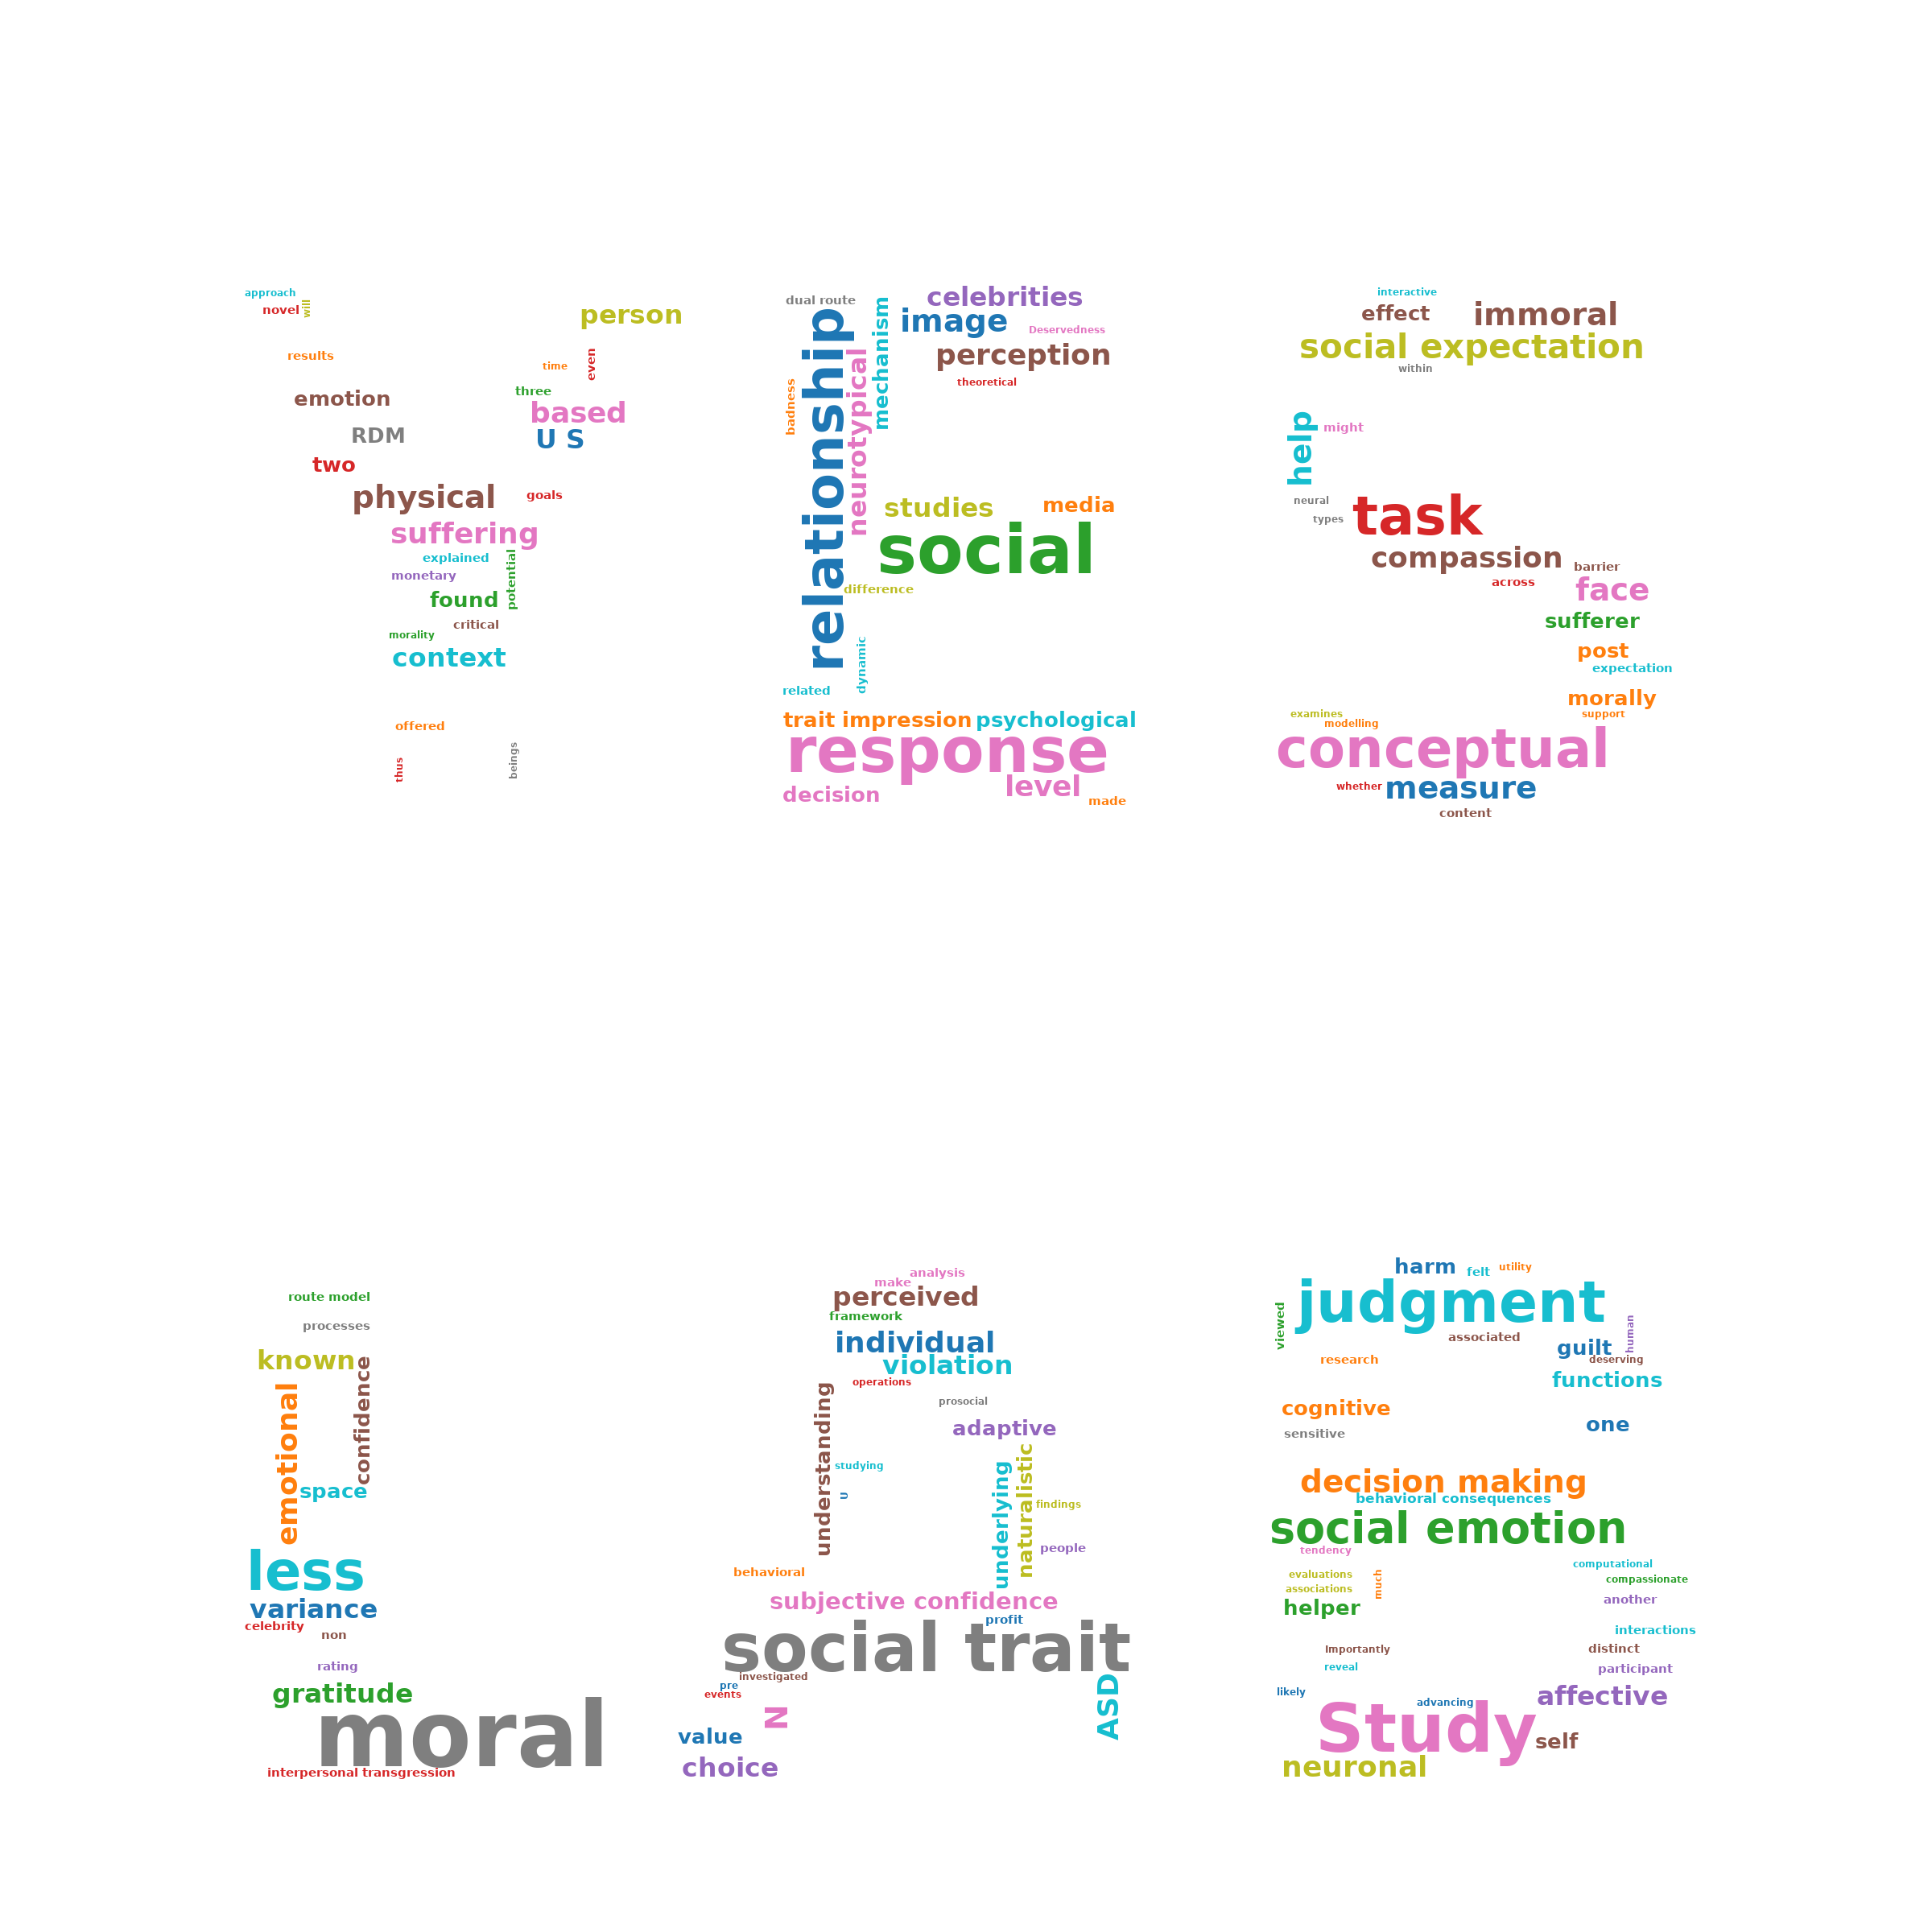 approach
novel
will
results
person
time
even
emotion
three
based
RDM
U S
two
physical
goals
suffering
explained
potential
monetary
found
critical
morality
context
offered
thus
beings
dual route
celebrities
relationship
mechanism
image
Deservedness
neurotypical
perception
theoretical
badness
studies
media
social
difference
dynamic
related
trait impression
psychological
response
level
decision
made
interactive
effect
immoral
social expectation
within
help
might
neural
types
task
compassion
barrier
across
face
sufferer
post
expectation
morally
examines
support
modelling
conceptual
whether
measure
content
route model
processes
known
confidence
emotional
space
less
variance
celebrity
non
rating
gratitude
moral
interpersonal transgression
analysis
make
perceived
framework
individual
violation
operations
understanding
prosocial
adaptive
studying
U
underlying
naturalistic
findings
people
behavioral
subjective confidence
profit
social trait
investigated
pre
events
N
ASD
value
choice
harm
felt
utility
judgment
viewed
associated
human
guilt
research
deserving
functions
cognitive
one
sensitive
decision making
behavioral consequences
social emotion
tendency
computational
evaluations
much
compassionate
associations
helper
another
interactions
Importantly
distinct
reveal
participant
likely
affective
advancing
Study
self
neuronal